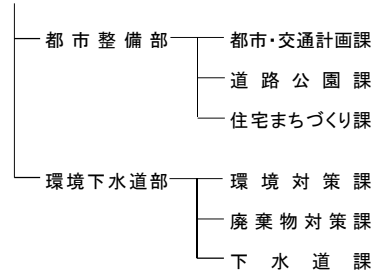 都市整備部 都市・交通計画課
道路公園課
住宅まちづくり課
環境下水道部 環境対策課
廃棄物対策課
下水道課